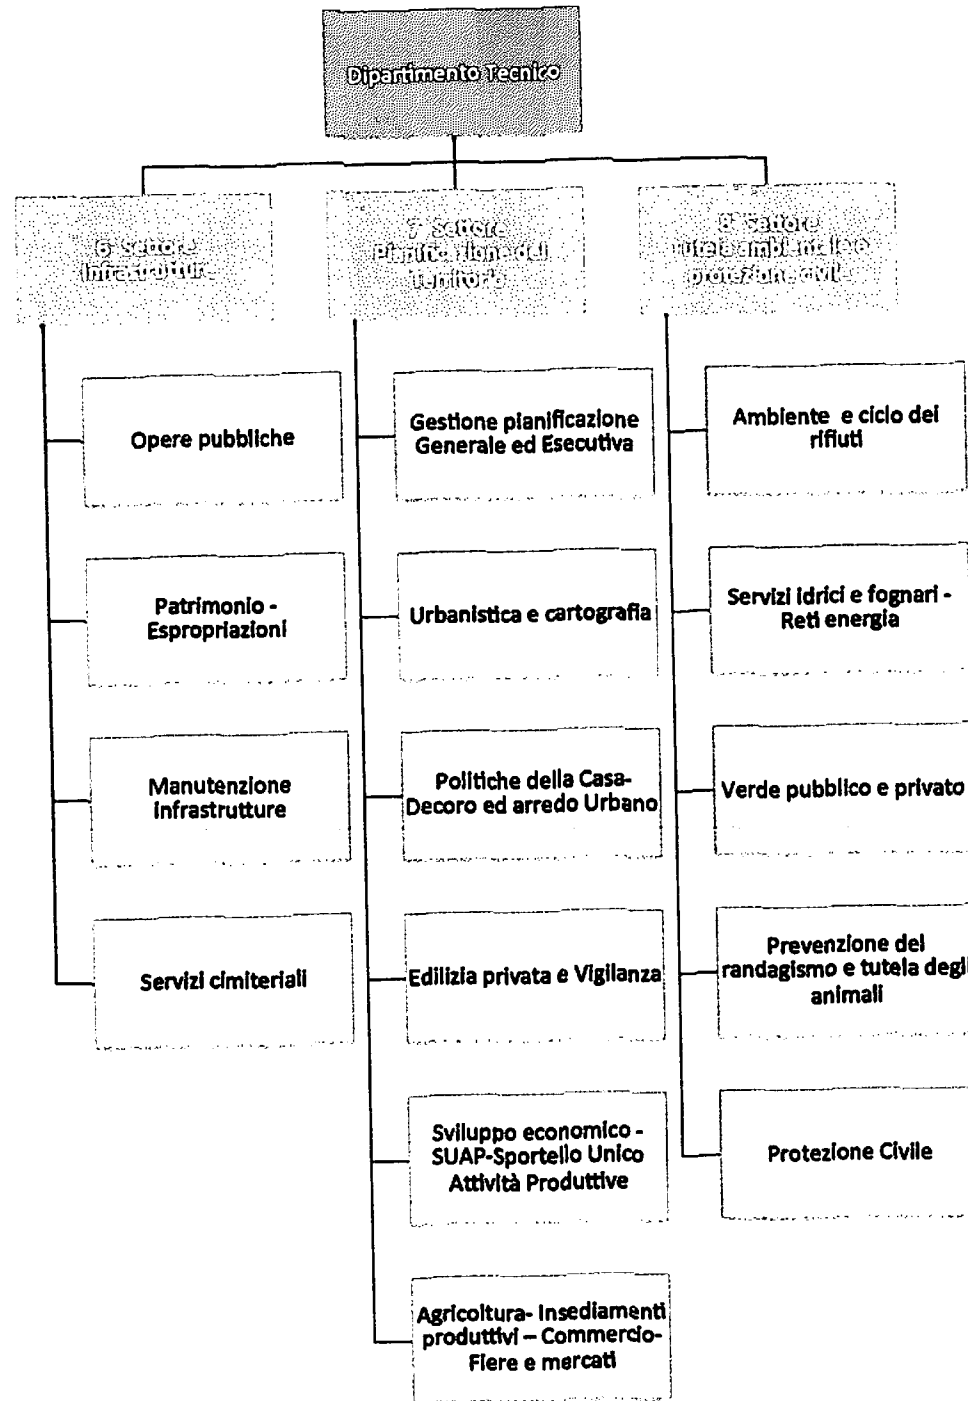 Dipartimento Tecnico
6° Settore
Infrastrutture
Opere pubbliche
Patrimonio -
Espropriazioni
Manutenzione
infrastrutture
Servizi cimiteriali
7° Settore
Pianificazione del
Territorio
Gestione pianificazione
Generale ed Esecutiva
Urbanistica e cartografia
Politiche della Casa-
Decoro ed arredo Urbano
Edilizia privata e Vigilanza
Sviluppo economico -
SUAP-Sportello Unico
Attività Produttive
Agricoltura- Insediamenti
produttivi – Commercio-
Fiere e mercati
8° Settore
Tutela ambientale e
protezione civile
Ambiente e ciclo dei
rifiuti
Servizi idrici e fognari -
Reti energia
Verde pubblico e privato
Prevenzione del
randagismo e tutela degli
animali
Protezione Civile